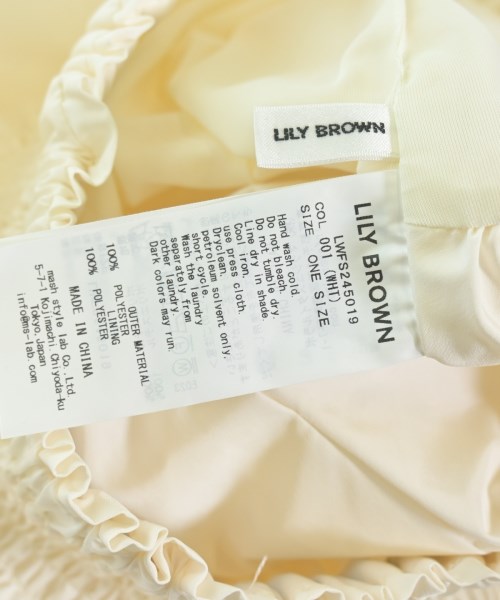 LILY BROWN
LILY BROWN
LWFS245019
COL 001 (WHT)
SIZE ONE SIZE
Hand wash cold.
Do not bleach.
Do not tumble dry.
Line dry in shade.
Cool iron.
use press cloth.
Dryclean.
petroleum solvent only.
short cycle.
Wash the laundry
separately from
other laundry.
Dark colors may run.
OUTER MATERIAL
100% POLYESTER
LINING
100% POLYESTER
MADE IN CHINA
mash style lab Co.,Ltd.
5-7-1 Kojimachi,Chiyoda-ku
Tokyo,Japan
info@ms-lab.com